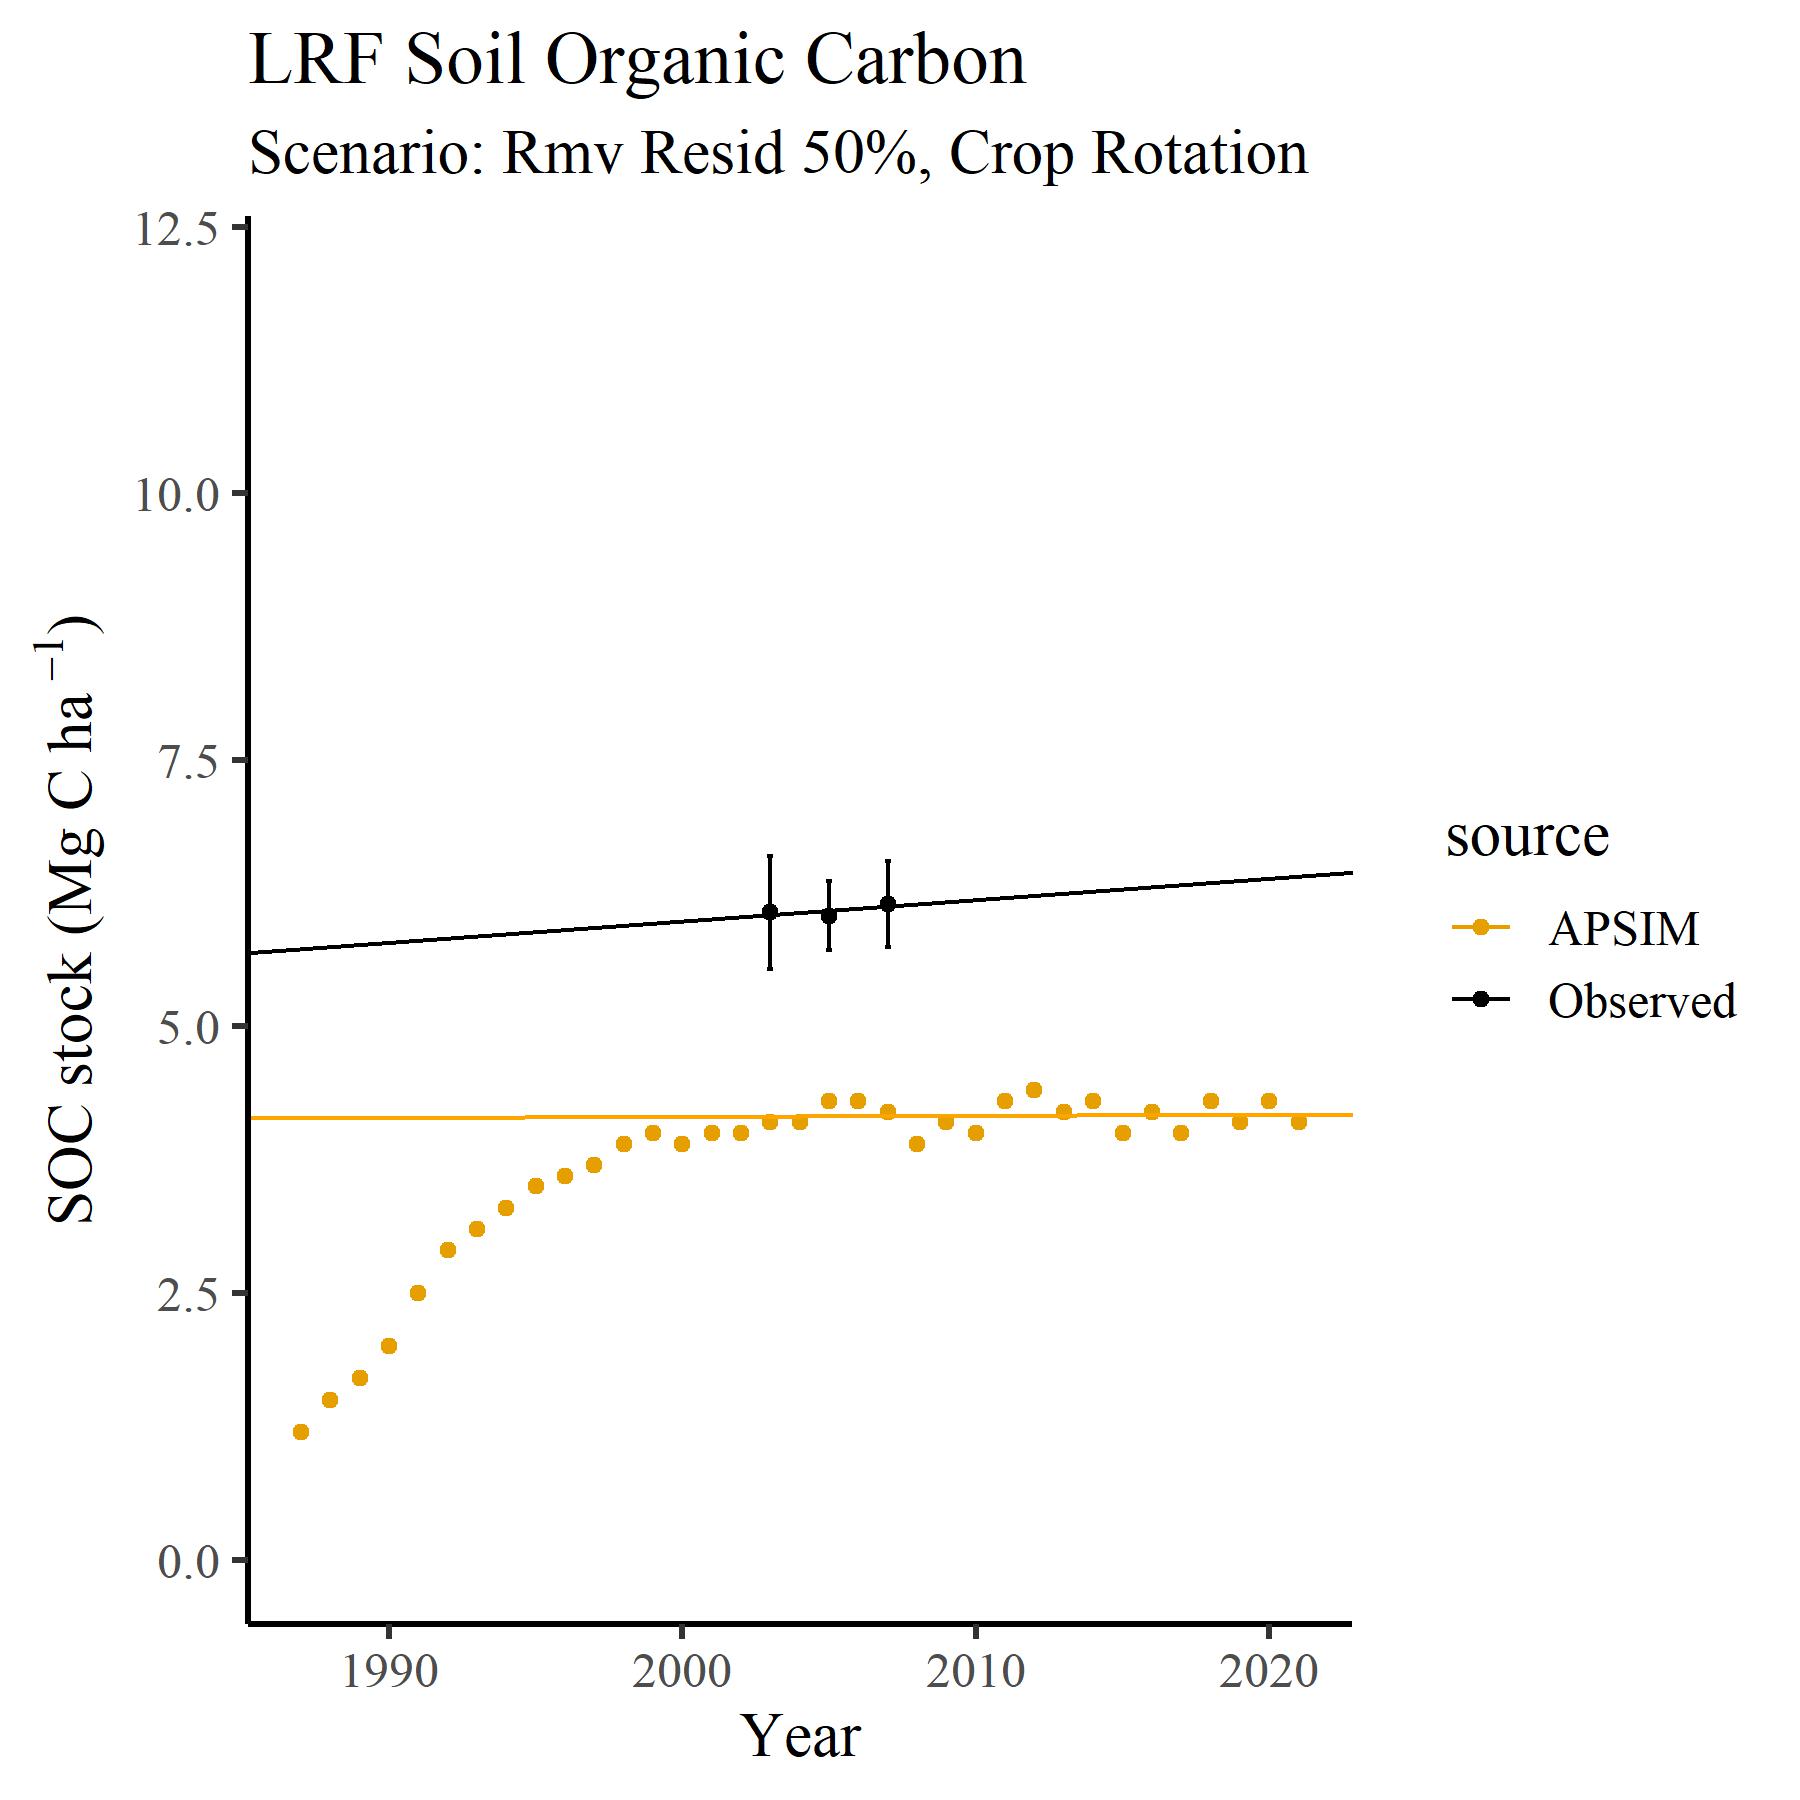 LRF Soil Organic Carbon
Scenario: Rmv Resid 50%, Crop Rotation
12.5
10.0
7.5
5.0
2.5
0.0
SOC stock (Mg C ha⁻¹)
1990 2000 2010 2020
Year
source
APSIM
Observed